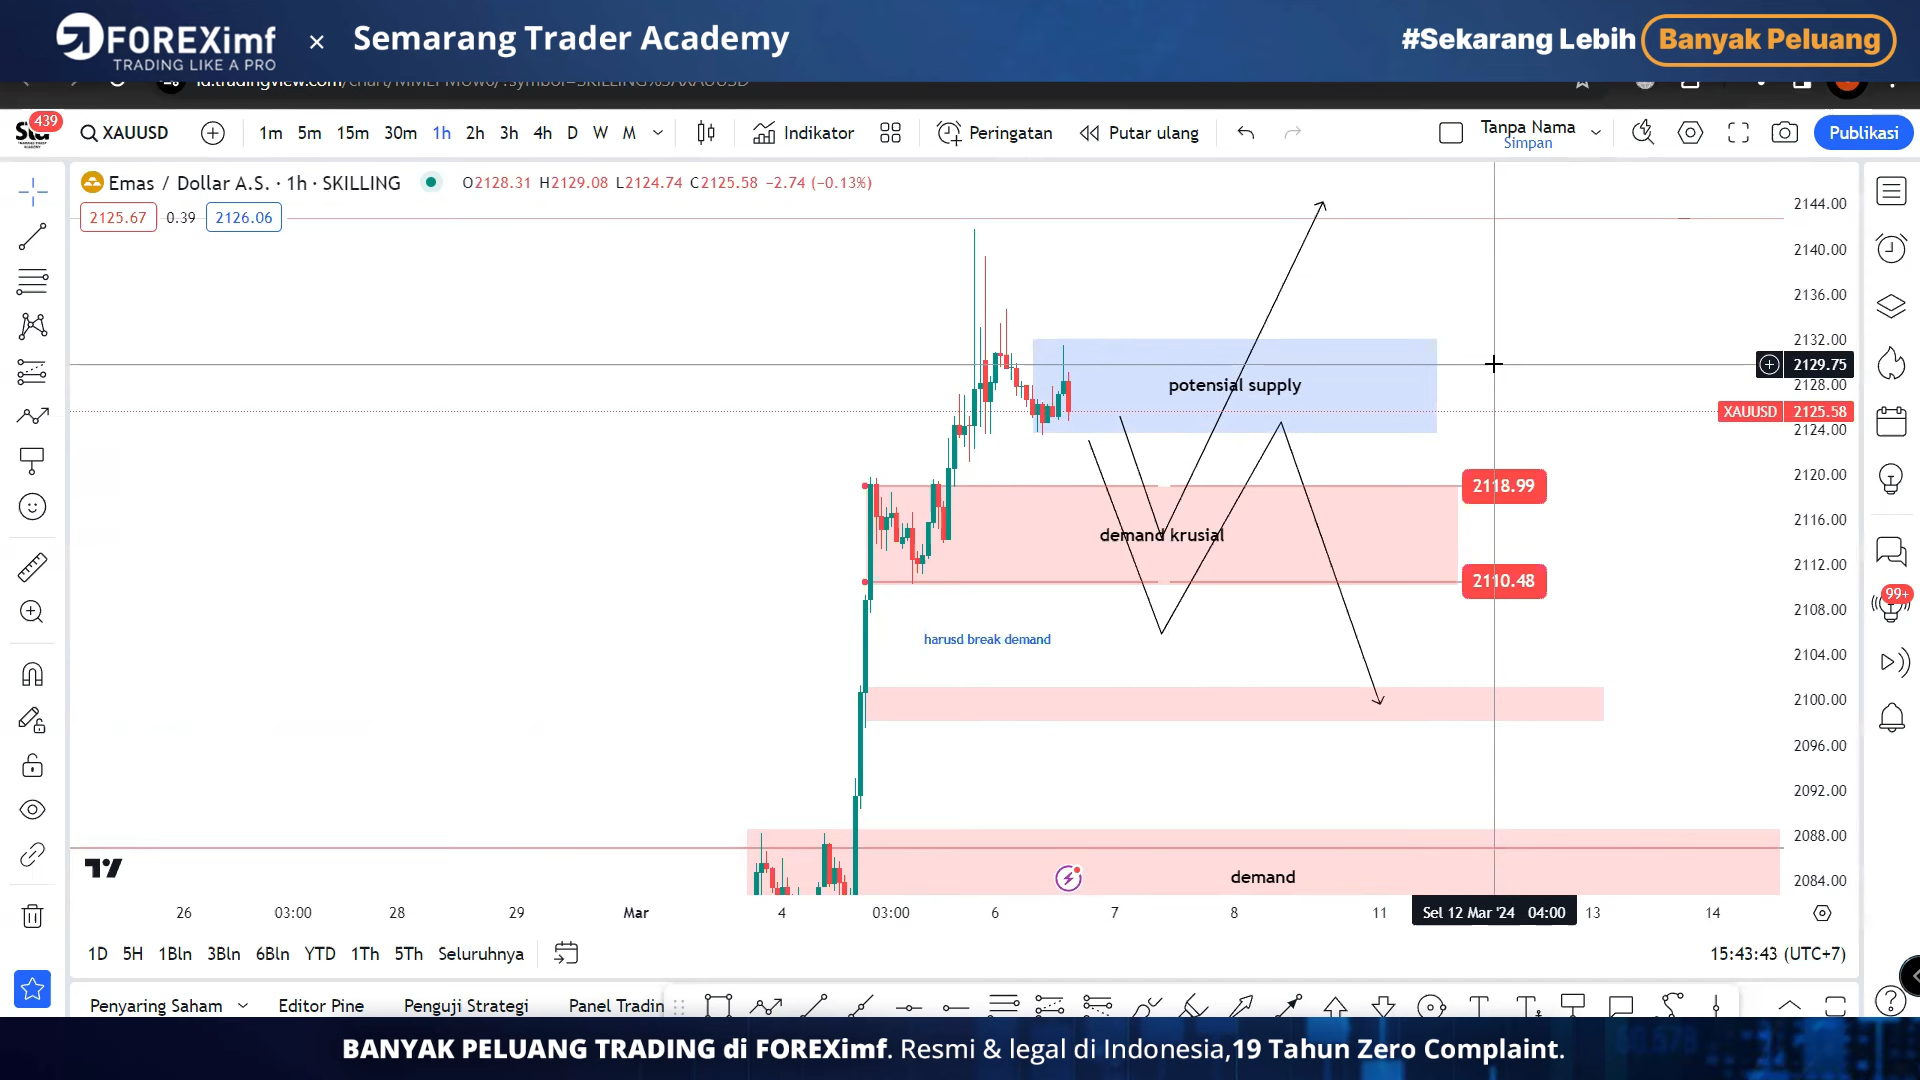 FOREXimf
TRADING LIKE A PRO
×
Semarang Trader Academy
#Sekarang Lebih Banyak Peluang
439
XAUUSD
1m 5m 15m 30m 1h 2h 3h 4h D W M
Indikator
Peringatan
Putar ulang
Tanpa Nama
Simpan
Publikasi
Emas / Dollar A.S. · 1h · SKILLING
O2128.31 H2129.08 L2124.74 C2125.58 −2.74 (−0.13%)
2125.67 0.39 2126.06
2144.00
2140.00
2136.00
2132.00
2129.75
2128.00
XAUUSD 2125.58
2124.00
2120.00
2116.00
2112.00
2108.00
2104.00
2100.00
2096.00
2092.00
2088.00
2084.00
potensial supply
2118.99
demand krusial
2110.48
harusd break demand
demand
99+
26 03:00 28 29 Mar 4 03:00 6 7 8 11 Sel 12 Mar '24 04:00 13 14
1D 5H 1Bln 3Bln 6Bln YTD 1Th 5Th Seluruhnya
15:43:43 (UTC+7)
Penyaring Saham Editor Pine Penguji Strategi Panel Tradin
BANYAK PELUANG TRADING di FOREXimf. Resmi & legal di Indonesia,19 Tahun Zero Complaint.